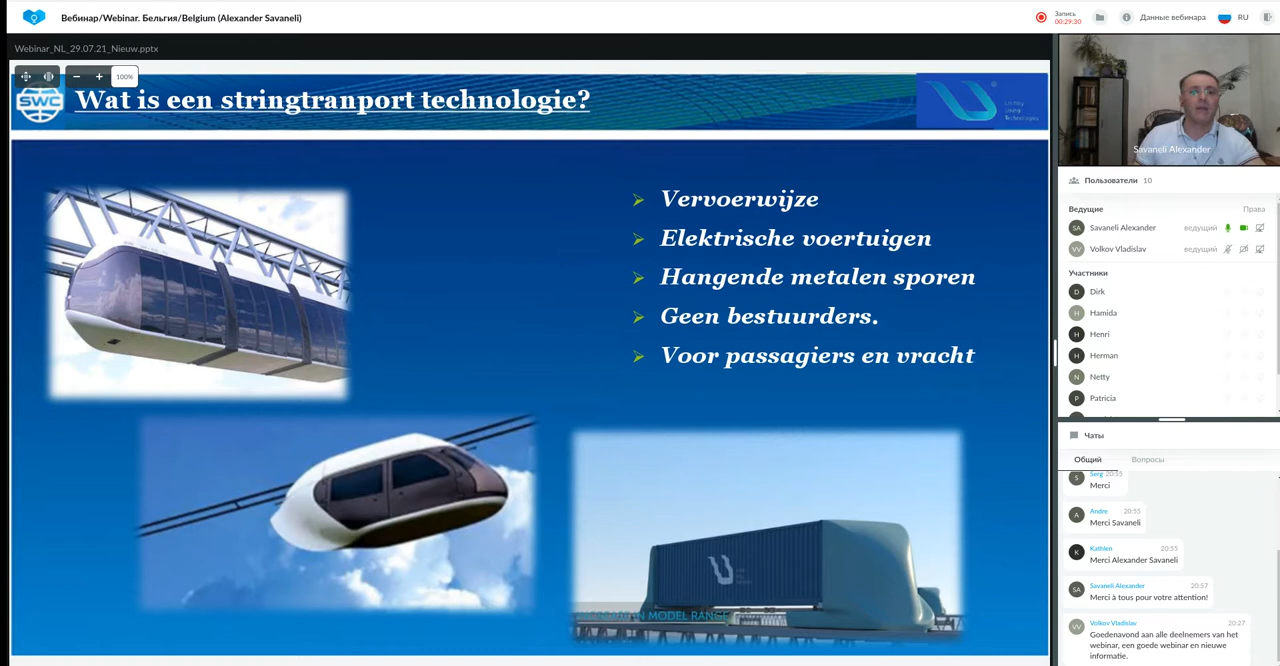 Вебинар/Webinar. Бельгия/Belgium (Alexander Savaneli)
Запись
00:29:30
Данные вебинара
RU
Webinar_NL_29.07.21_Nieuw.pptx
100%
SWC
Wat is een stringtranport technologie?
Vervoerwijze
Elektrische voertuigen
Hangende metalen sporen
Geen bestuurders.
Voor passagiers en vracht
IN MODEL RANGE
Savaneli Alexander
Пользователи 10
Ведущие Права
SA Savaneli Alexander ведущий
VV Volkov Vladislav ведущий
Участники
D Dirk
H Hamida
H Henri
H Herman
N Netty
P Patricia
Чаты
Общий Вопросы
S Serg 20:55
Merci
A Andre 20:55
Merci Savaneli
K Kathlen 20:55
Merci Alexander Savaneli
SA Savaneli Alexander 20:57
Merci à tous pour votre attention!
VV Volkov Vladislav 20:27
Goedenavond aan alle deelnemers van het
webinar, een goede webinar en nieuwe
informatie.